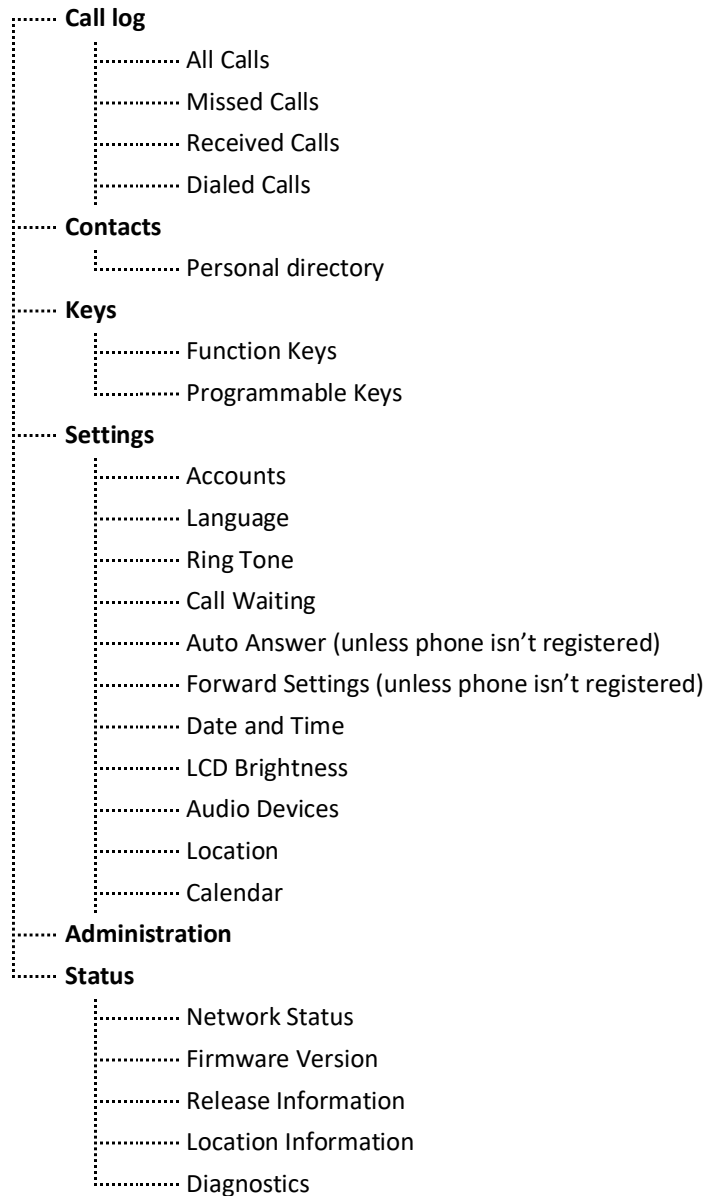 Call log
All Calls
Missed Calls
Received Calls
Dialed Calls
Contacts
Personal directory
Keys
Function Keys
Programmable Keys
Settings
Accounts
Language
Ring Tone
Call Waiting
Auto Answer (unless phone isn’t registered)
Forward Settings (unless phone isn’t registered)
Date and Time
LCD Brightness
Audio Devices
Location
Calendar
Administration
Status
Network Status
Firmware Version
Release Information
Location Information
Diagnostics